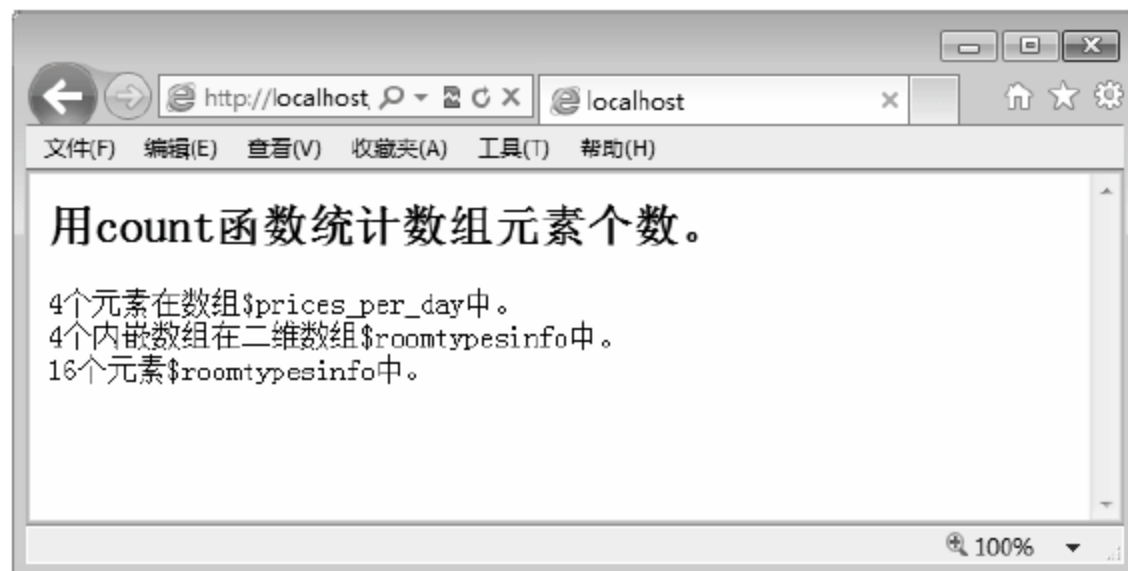 http://localhost
localhost
文件(F) 编辑(E) 查看(V) 收藏夹(A) 工具(T) 帮助(H)
用count函数统计数组元素个数。
4个元素在数组$prices_per_day中。
4个内嵌数组在二维数组$roomtypesinfo中。
16个元素$roomtypesinfo中。
100%